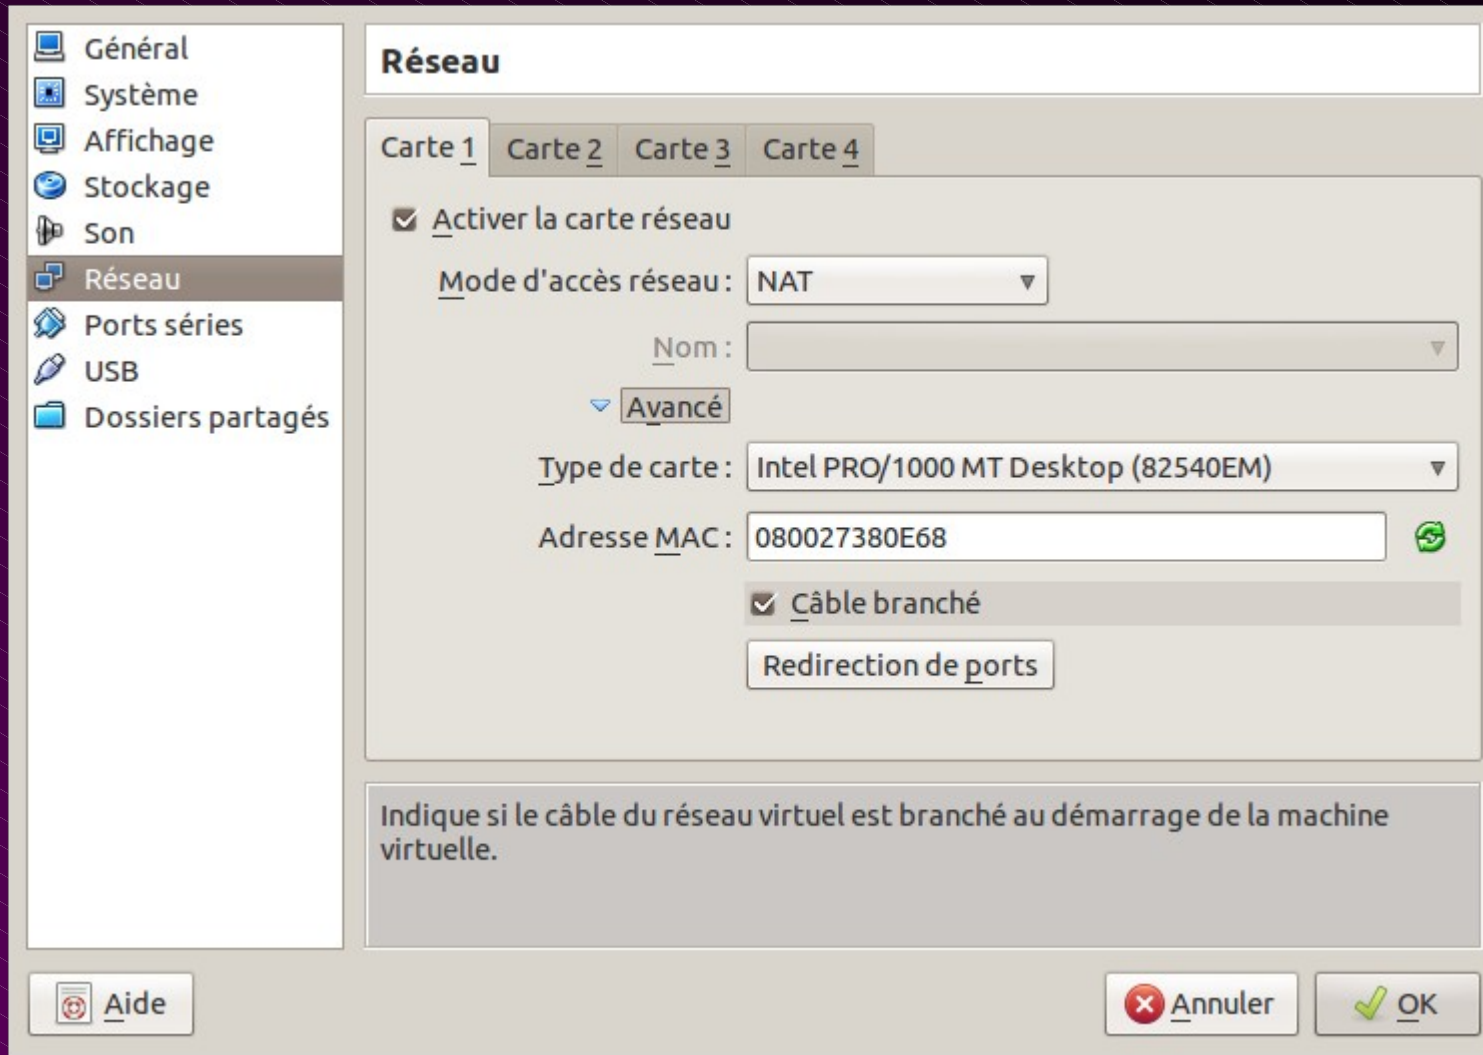 Général
Système
Affichage
Stockage
Son
Réseau
Ports séries
USB
Dossiers partagés
Réseau
Carte 1 Carte 2 Carte 3 Carte 4
Activer la carte réseau
Mode d'accès réseau : NAT
Nom :
Avancé
Type de carte : Intel PRO/1000 MT Desktop (82540EM)
Adresse MAC : 080027380E68
Câble branché
Redirection de ports
Indique si le câble du réseau virtuel est branché au démarrage de la machine
virtuelle.
Aide
Annuler
OK